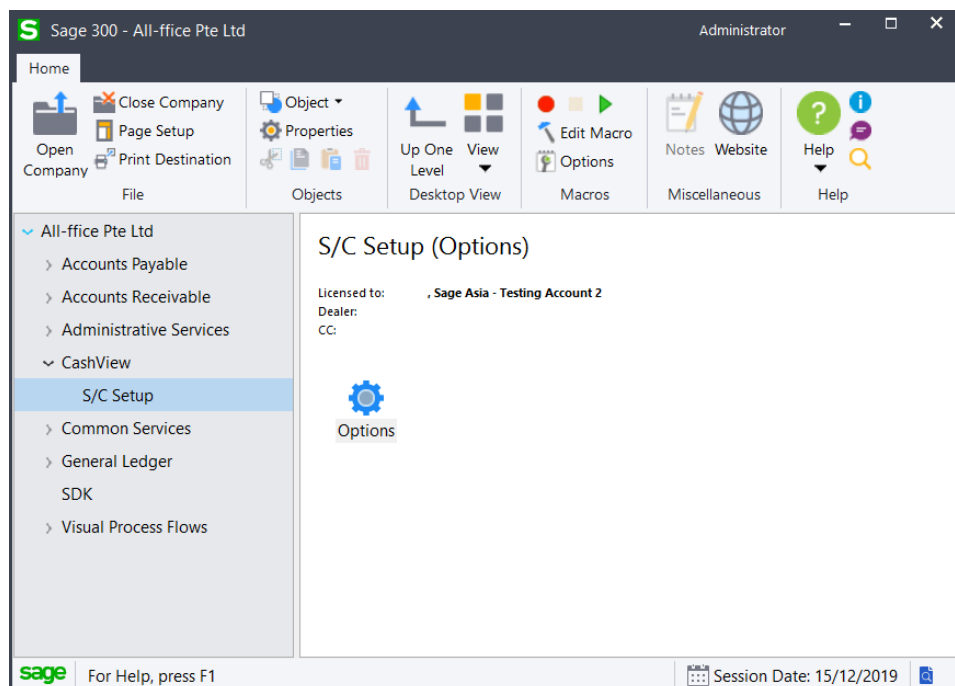 S Sage 300 - All-ffice Pte Ltd
Administrator
Home
Open Company
Close Company
Page Setup
Print Destination
File
Object
Properties
Objects
Up One Level
View
Desktop View
Edit Macro
Options
Macros
Notes
Website
Miscellaneous
Help
Help
All-ffice Pte Ltd
Accounts Payable
Accounts Receivable
Administrative Services
CashView
S/C Setup
Common Services
General Ledger
SDK
Visual Process Flows
S/C Setup (Options)
Licensed to: , Sage Asia - Testing Account 2
Dealer:
CC:
Options
sage
For Help, press F1
Session Date: 15/12/2019